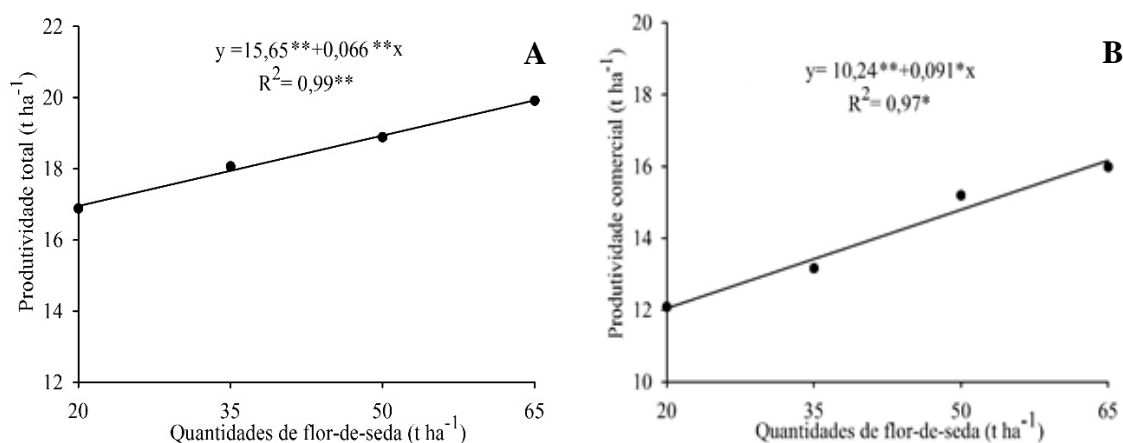 A
y =15,65**+0,066**x
R²= 0,99**
Produtividade total (t ha⁻¹)
22
20
18
16
14
12
20
35
50
65
Quantidades de flor-de-seda (t ha⁻¹)
B
y= 10,24**+0,091*x
R²= 0,97*
Produtividade comercial (t ha⁻¹)
20
18
16
14
12
10
20
35
50
65
Quantidades de flor-de-seda (t ha⁻¹)